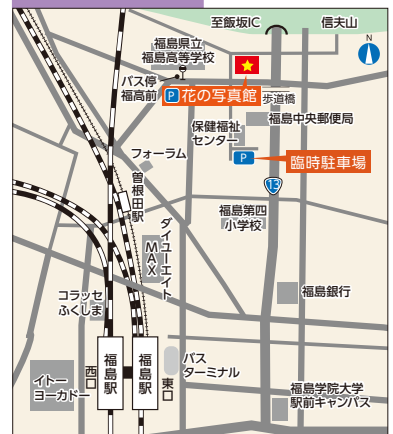 至飯坂IC
信夫山
N
福島県立
福島高等学校
バス停
福高前
P 花の写真館
歩道橋
福島中央郵便局
保健福祉
センター
P
臨時駐車場
フォーラム
曽根田駅
13
福島第四
小学校
ダイユーエイト
MAX
コラッセ
ふくしま
福島銀行
福島駅
福島駅
西口
東口
バス
ターミナル
イトー
ヨーカドー
福島学院大学
駅前キャンパス